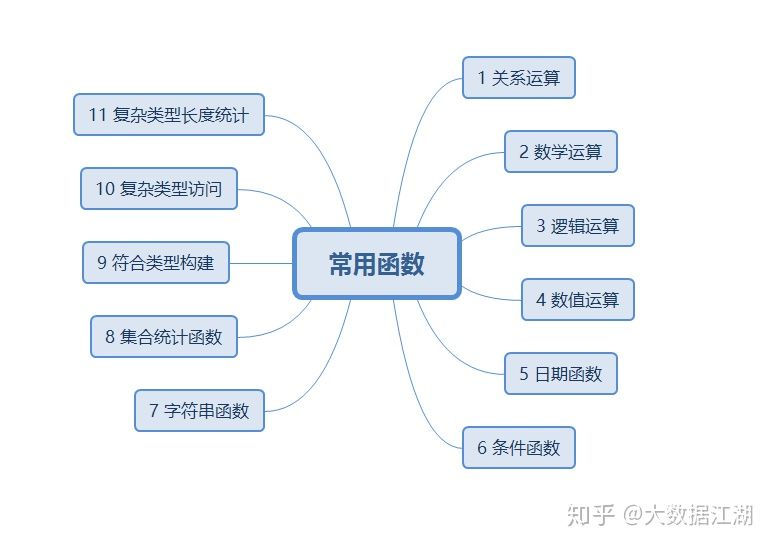 常用函数
1 关系运算
2 数学运算
3 逻辑运算
4 数值运算
5 日期函数
6 条件函数
7 字符串函数
8 集合统计函数
9 符合类型构建
10 复杂类型访问
11 复杂类型长度统计
知乎 @大数据江湖